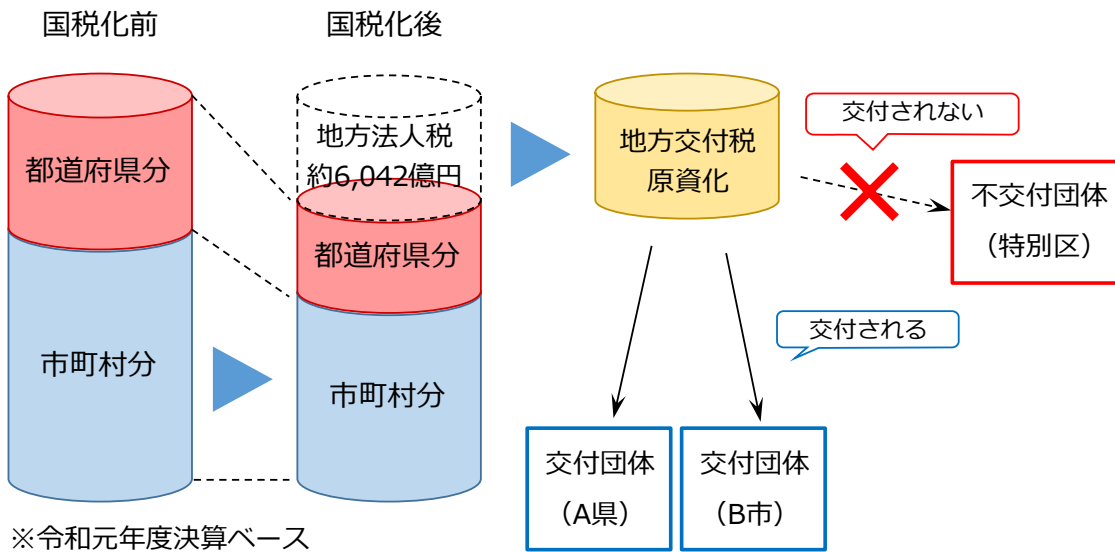 国税化前
国税化後
都道府県分
市町村分
地方法人税
約6,042億円
都道府県分
市町村分
地方交付税
原資化
交付されない
不交付団体
（特別区）
交付される
交付団体
（A県）
交付団体
（B市）
※令和元年度決算ベース